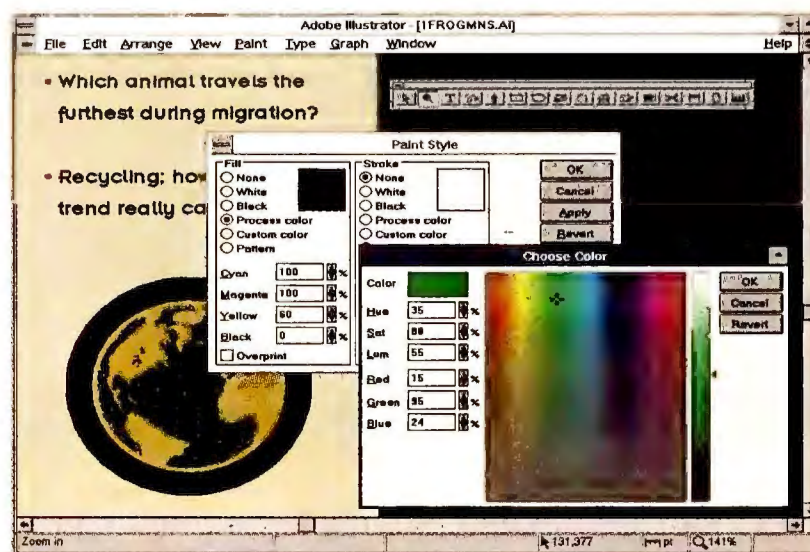 Adobe Illustrator - [1FROGMNS.AI]
File Edit Arrange View Paint Type Graph Window Help
• Which animal travels the
furthest during migration?
• Recycling; how
trend really ca
Paint Style
Fill
None
White
Black
Process color
Custom color
Pattern
Cyan 100 %
Magenta 100 %
Yellow 60 %
Black 0 %
Overprint
Stroke
None
White
Black
Process color
Custom color
OK
Cancel
Apply
Revert
Choose Color
Color
Hue 35 %
Sat %
Lum 55 %
Red 15 %
Green 95 %
Blue 24 %
OK
Cancel
Revert
Zoom in 131,377 pt 141%